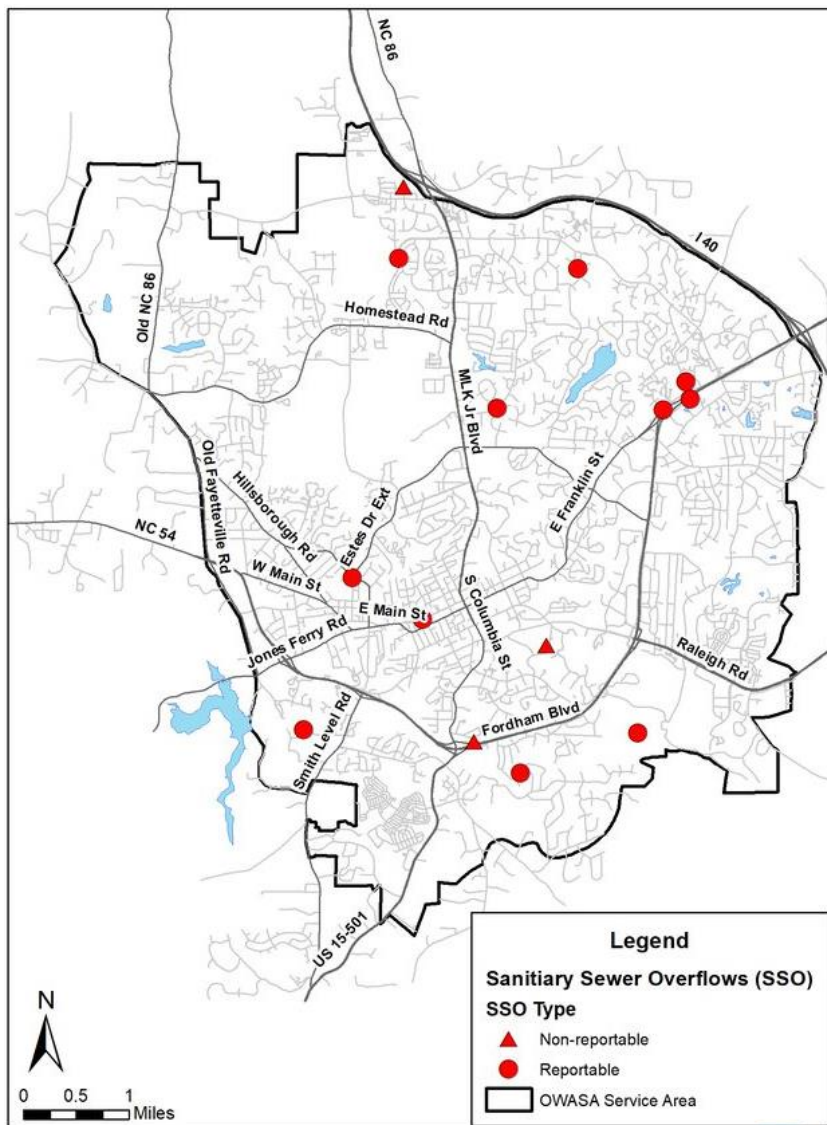 NC 86
I 40
Old NC 86
Homestead Rd
MLK Jr Blvd
Old Fayetteville Rd
Hillsborough Rd
Estes Dr Ext
E Franklin St
NC 54
W Main St
E Main St
S Columbia St
Jones Ferry Rd
Raleigh Rd
Smith Level Rd
Fordham Blvd
US 15-501
Legend
Sanitiary Sewer Overflows (SSO)
SSO Type
Non-reportable
Reportable
OWASA Service Area
N
0 0.5 1
Miles